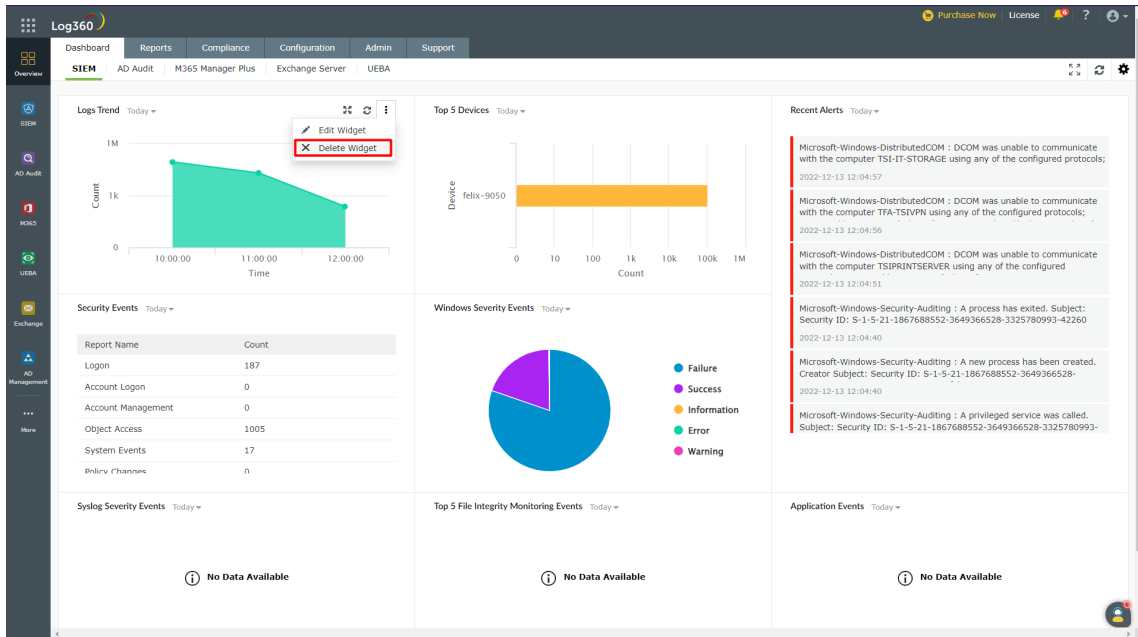 Log360
Purchase Now License 6 ?
Dashboard Reports Compliance Configuration Admin Support
SIEM AD Audit M365 Manager Plus Exchange Server UEBA
Overview
SIEM
AD Audit
M365
UEBA
Exchange
AD
Management
More
Logs Trend Today
Edit Widget
Delete Widget
1M
1k
0
Count
10:00:00 11:00:00 12:00:00
Time
Top 5 Devices Today
Device
felix-9050
0 10 100 1k 10k 100k 1M
Count
Recent Alerts Today
Microsoft-Windows-DistributedCOM : DCOM was unable to communicate
with the computer TSI-IT-STORAGE using any of the configured protocols;
2022-12-13 12:04:57
Microsoft-Windows-DistributedCOM : DCOM was unable to communicate
with the computer TFA-TSIVPN using any of the configured protocols;
2022-12-13 12:04:56
Microsoft-Windows-DistributedCOM : DCOM was unable to communicate
with the computer TSIPRINTSERVER using any of the configured
2022-12-13 12:04:51
Microsoft-Windows-Security-Auditing : A process has exited. Subject:
Security ID: S-1-5-21-1867688552-3649366528-3325780993-42260
2022-12-13 12:04:40
Microsoft-Windows-Security-Auditing : A new process has been created.
Creator Subject: Security ID: S-1-5-21-1867688552-3649366528-
2022-12-13 12:04:40
Microsoft-Windows-Security-Auditing : A privileged service was called.
Subject: Security ID: S-1-5-21-1867688552-3649366528-3325780993-
Security Events Today
Report Name Count
Logon 187
Account Logon 0
Account Management 0
Object Access 1005
System Events 17
Policy Changes 0
Windows Severity Events Today
Failure
Success
Information
Error
Warning
Syslog Severity Events Today
No Data Available
Top 5 File Integrity Monitoring Events Today
No Data Available
Application Events Today
No Data Available